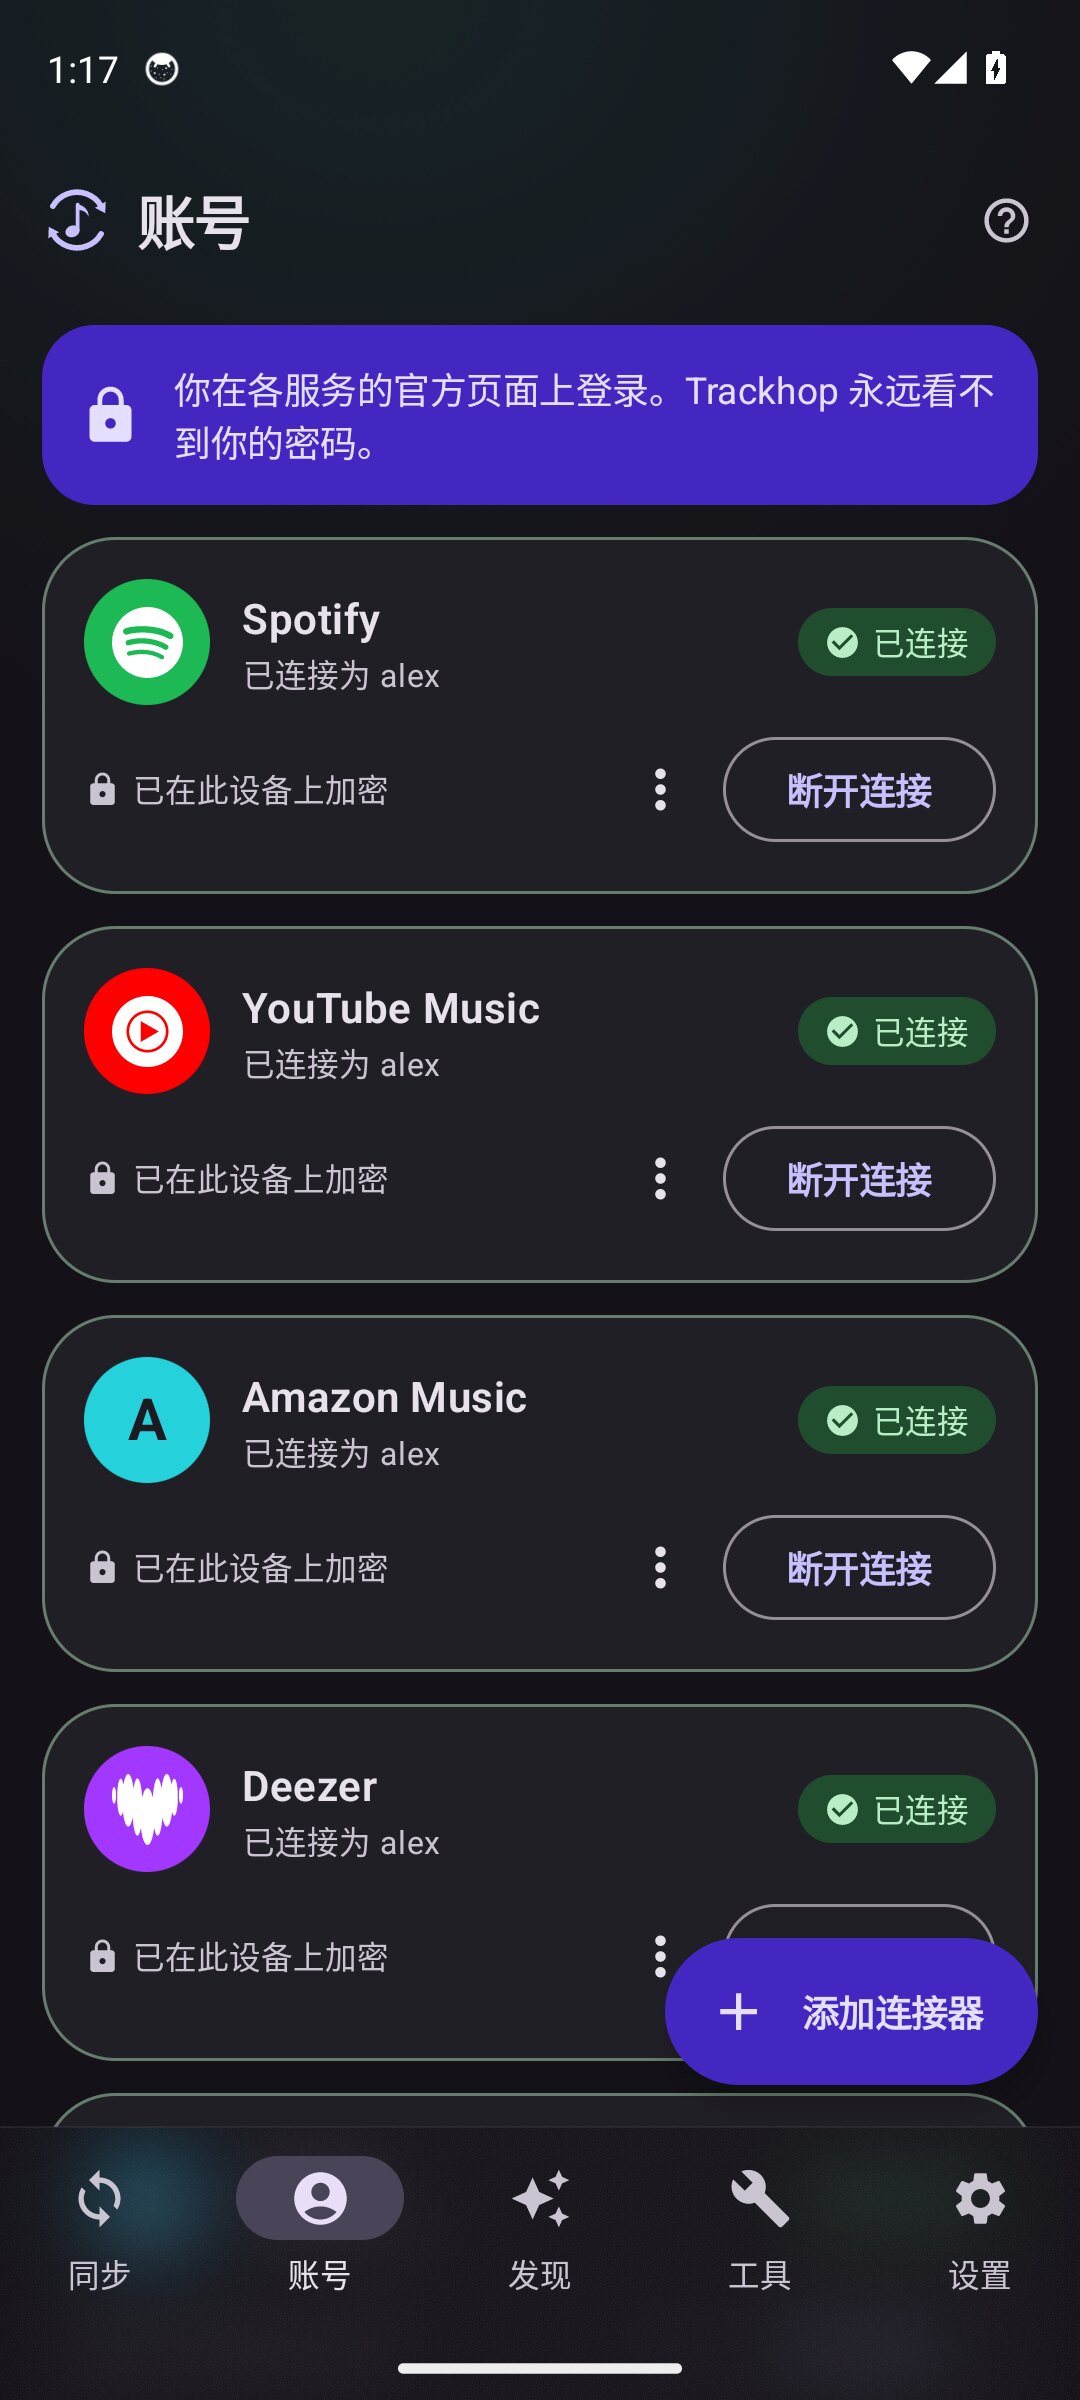 1:17
账号
你在各服务的官方页面上登录。Trackhop 永远看不
到你的密码。
Spotify
已连接为 alex
已连接
已在此设备上加密
断开连接
YouTube Music
已连接为 alex
已连接
已在此设备上加密
断开连接
A
Amazon Music
已连接为 alex
已连接
已在此设备上加密
断开连接
Deezer
已连接为 alex
已连接
已在此设备上加密
添加连接器
同步
账号
发现
工具
设置